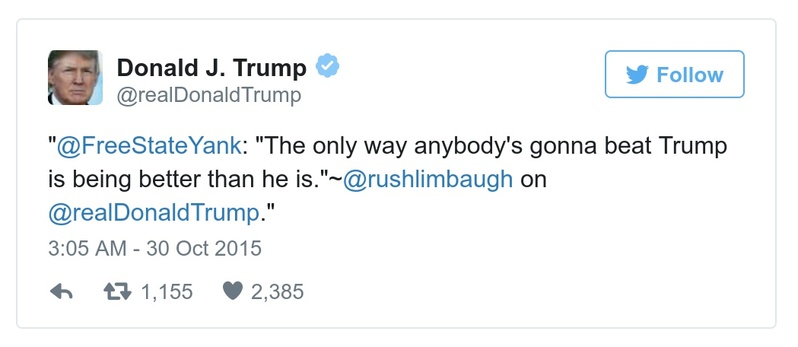 Donald J. Trump
@realDonaldTrump
Follow
"@FreeStateYank: "The only way anybody's gonna beat Trump
is being better than he is."~@rushlimbaugh on
@realDonaldTrump."
3:05 AM - 30 Oct 2015
1,155 2,385